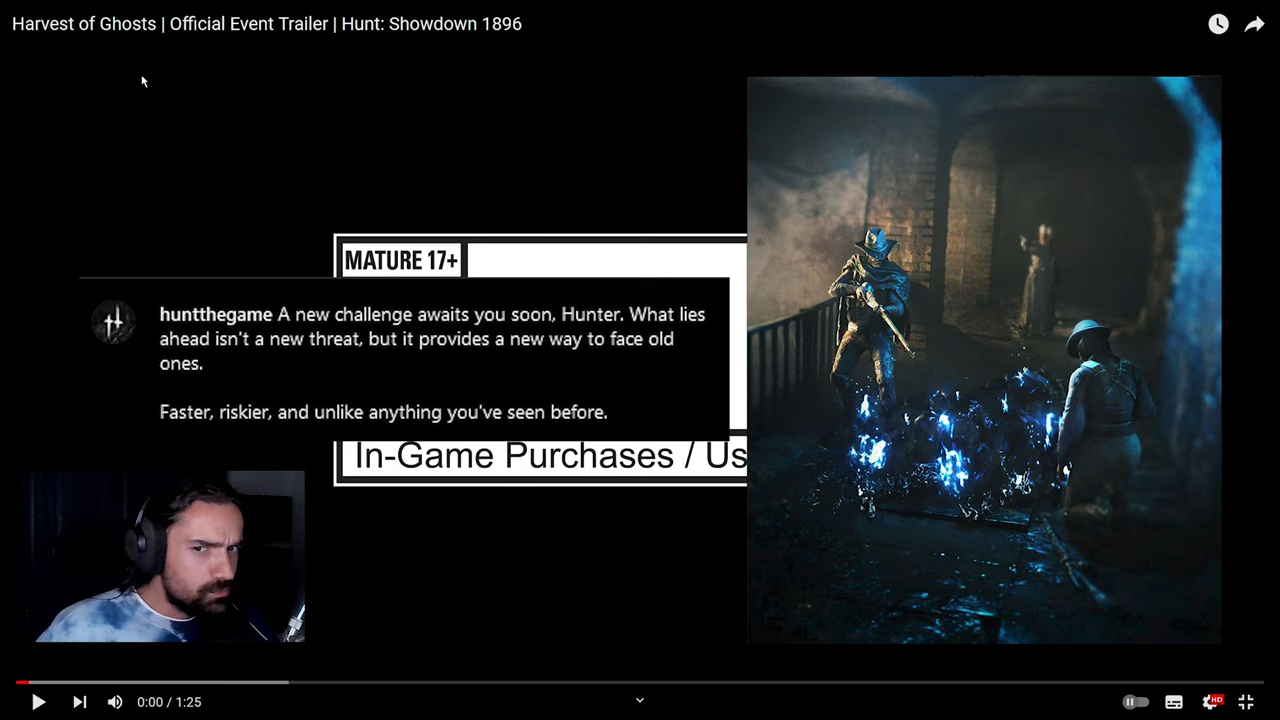 Harvest of Ghosts | Official Event Trailer | Hunt: Showdown 1896
MATURE 17+
huntthegame A new challenge awaits you soon, Hunter. What lies
ahead isn't a new threat, but it provides a new way to face old
ones.
Faster, riskier, and unlike anything you've seen before.
In-Game Purchases / Us
0:00 / 1:25
HD